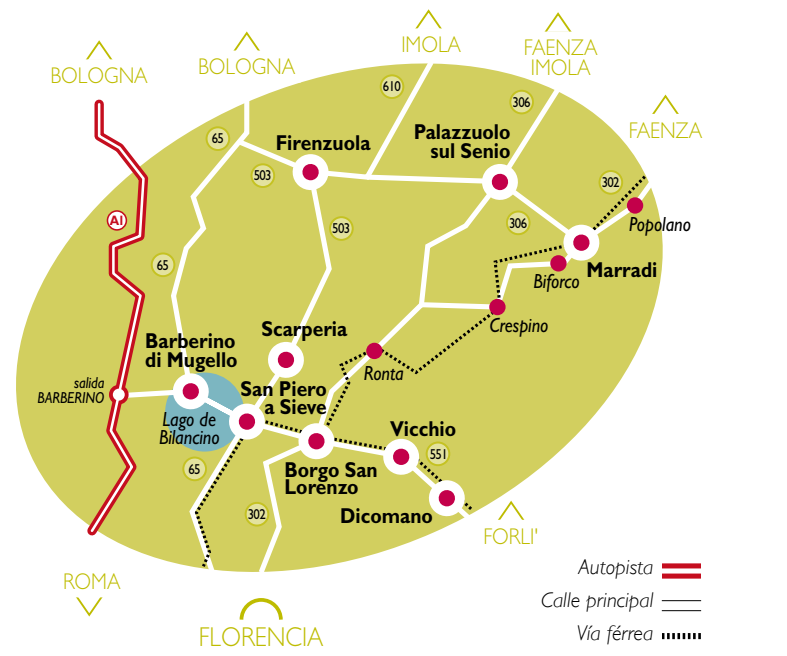 IMOLA
FAENZA
IMOLA
BOLOGNA
BOLOGNA
FAENZA
610
306
65
Firenzuola
Palazzuolo
sul Senio
503
302
AI
503
306
Popolano
65
Marradi
Biforco
Crespino
Scarperia
Barberino
di Mugello
Ronta
salida
BARBERINO
San Piero
a Sieve
Lago de
Bilancino
Vicchio
551
65
Borgo San
Lorenzo
302
Dicomano
FORLI'
Autopista
ROMA
Calle principal
FLORENCIA
Vía férrea